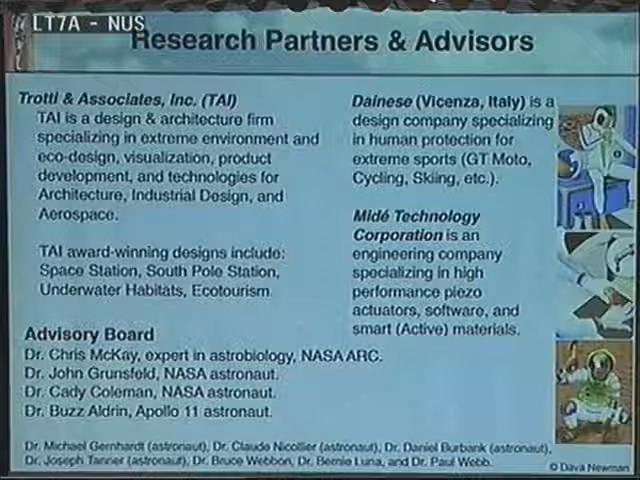 LT7A - NUS
Research Partners & Advisors
Trotti & Associates, Inc. (TAI)
TAI is a design & architecture firm
specializing in extreme environment and
eco-design, visualization, product
development, and technologies for
Architecture, Industrial Design, and
Aerospace.
TAI award-winning designs include:
Space Station, South Pole Station,
Underwater Habitats, Ecotourism.
Dainese (Vicenza, Italy) is a
design company specializing
in human protection for
extreme sports (GT Moto,
Cycling, Skiing, etc.).
Midé Technology
Corporation is an
engineering company
specializing in high
performance piezo
actuators, software, and
smart (Active) materials.
Advisory Board
Dr. Chris McKay, expert in astrobiology, NASA ARC.
Dr. John Grunsfeld, NASA astronaut.
Dr. Cady Coleman, NASA astronaut.
Dr. Buzz Aldrin, Apollo 11 astronaut.
Dr. Michael Gernhardt (astronaut), Dr. Claude Nicollier (astronaut), Dr. Daniel Burbank (astronaut),
Dr. Joseph Tanner (astronaut), Dr. Bruce Webbon, Dr. Bernie Luna, and Dr. Paul Webb.
© Dava Newman